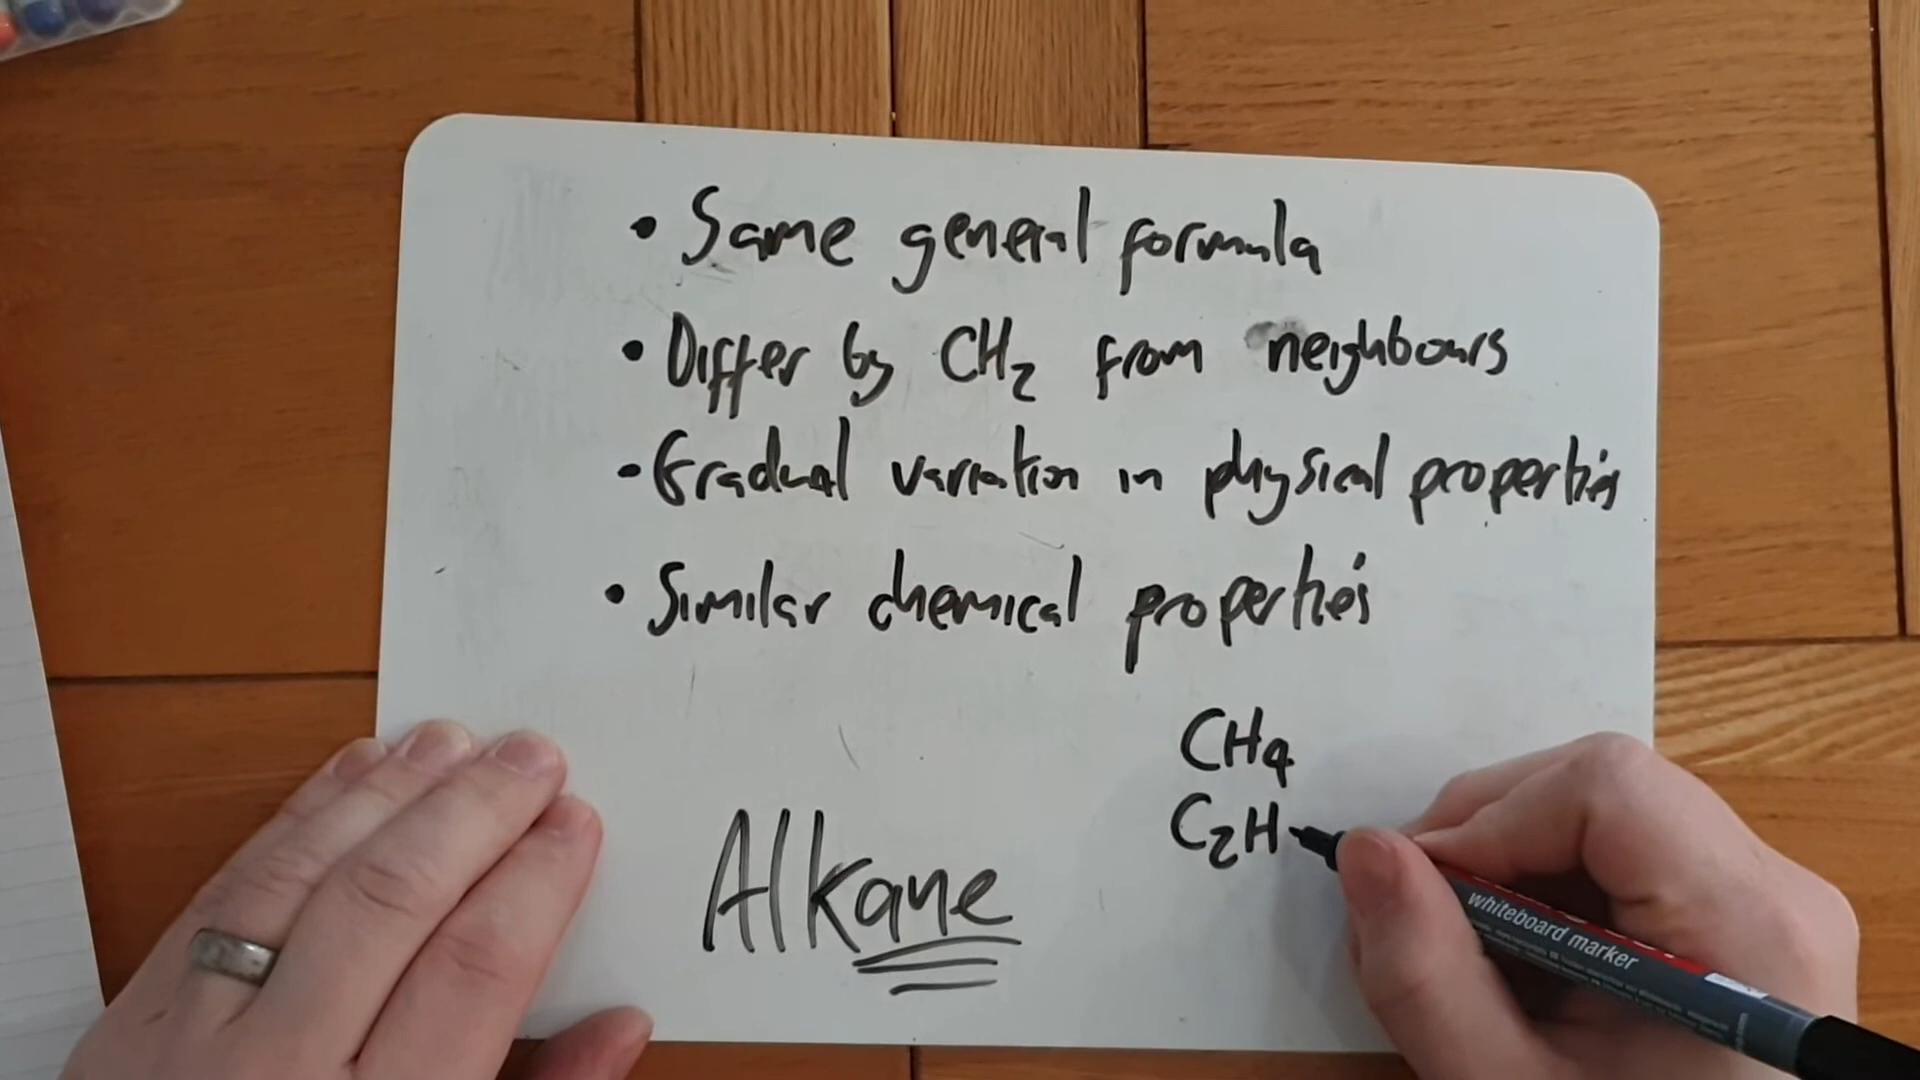 • Same general formula
• Differ by CH₂ from neighbours
• Gradual variation in physical properties
• Similar chemical properties
CH₄
C₂H
Alkane
whiteboard marker